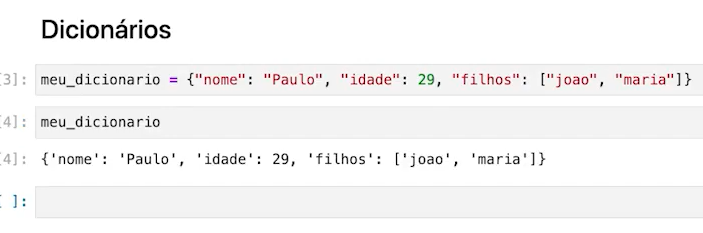 Dicionários
[3]: meu_dicionario = {"nome": "Paulo", "idade": 29, "filhos": ["joao", "maria"]}
[4]: meu_dicionario
[4]: {'nome': 'Paulo', 'idade': 29, 'filhos': ['joao', 'maria']}
[ ]: